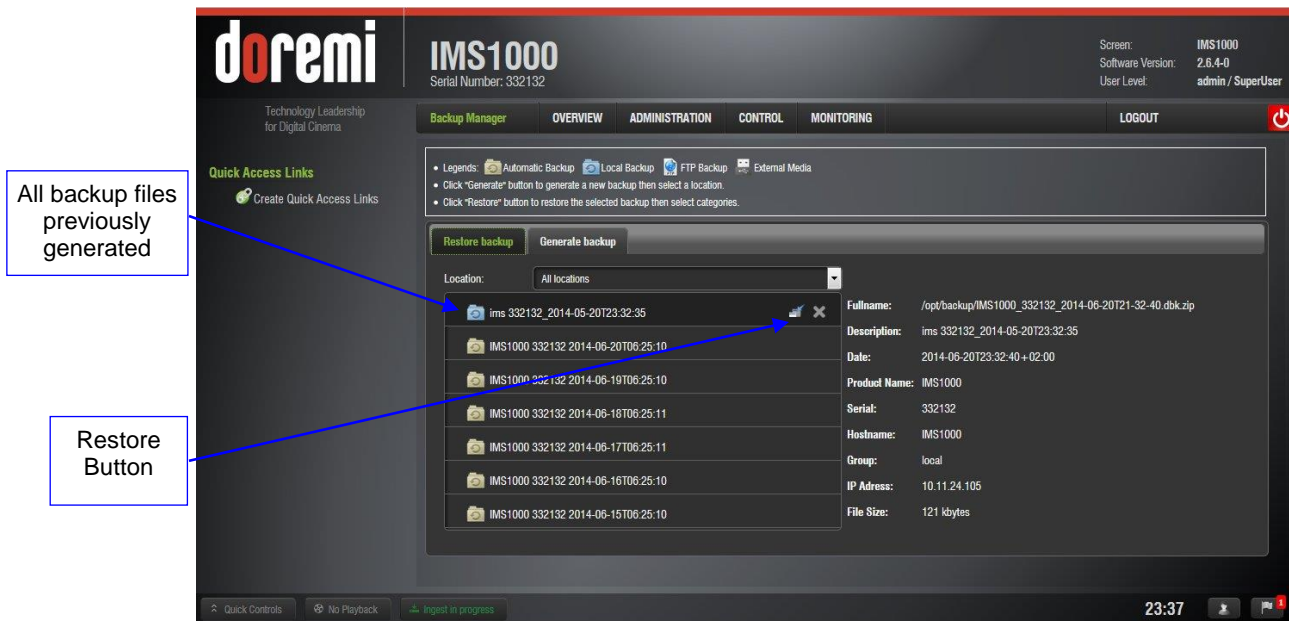 doremi
Technology Leadership
for Digital Cinema
IMS1000
Serial Number: 332132
Screen: IMS1000
Software Version: 2.6.4-0
User Level: admin / SuperUser
Backup Manager OVERVIEW ADMINISTRATION CONTROL MONITORING LOGOUT
Quick Access Links
Create Quick Access Links
All backup files
previously
generated
Restore
Button
• Legends: Automatic Backup Local Backup FTP Backup External Media
• Click "Generate" button to generate a new backup then select a location.
• Click "Restore" button to restore the selected backup then select categories.
Restore backup Generate backup
Location: All locations
ims 332132_2014-05-20T23:32:35
IMS1000 332132 2014-06-20T06:25:10
IMS1000 332132 2014-06-19T06:25:10
IMS1000 332132 2014-06-18T06:25:11
IMS1000 332132 2014-06-17T06:25:11
IMS1000 332132 2014-06-16T06:25:10
IMS1000 332132 2014-06-15T06:25:10
Fullname: /opt/backup/IMS1000_332132_2014-06-20T21-32-40.dbk.zip
Description: ims 332132_2014-05-20T23:32:35
Date: 2014-06-20T23:32:40+02:00
Product Name: IMS1000
Serial: 332132
Hostname: IMS1000
Group: local
IP Adress: 10.11.24.105
File Size: 121 kbytes
Quick Controls No Playback Ingest in progress 23:37 1